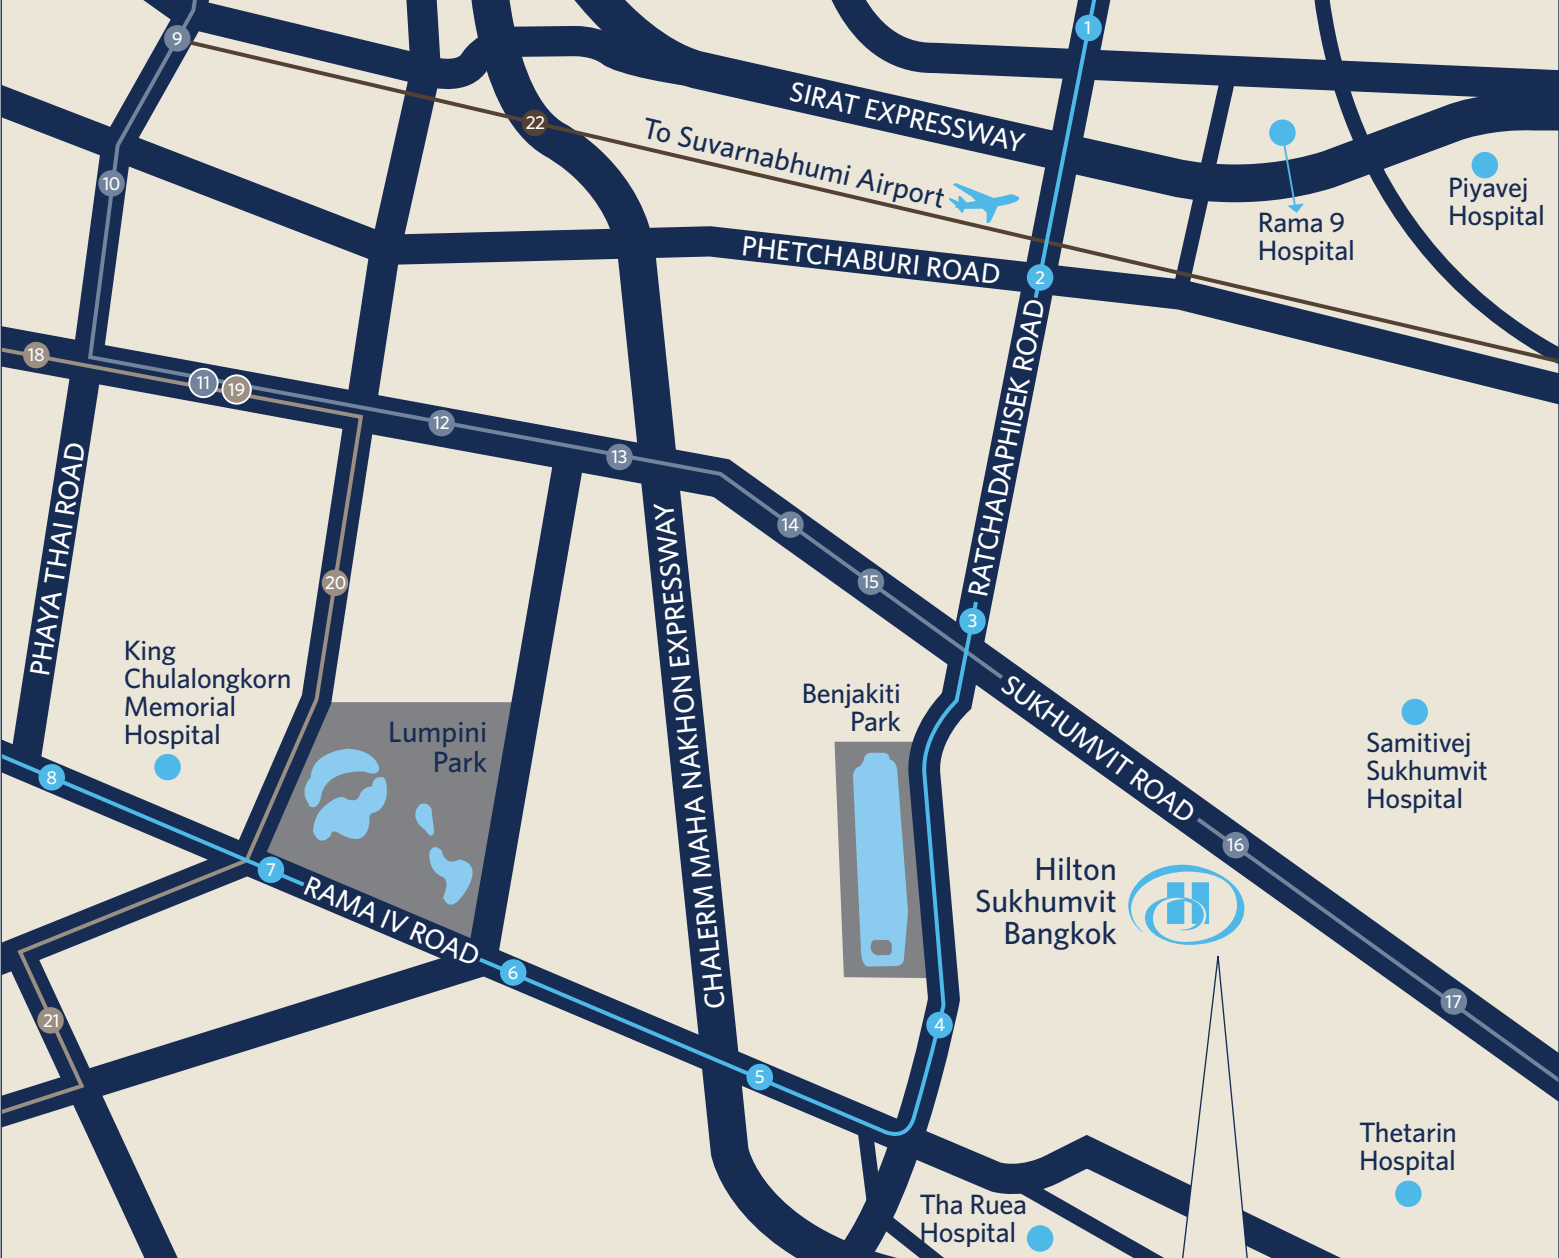 1
9
SIRAT EXPRESSWAY
22
To Suvarnabhumi Airport
10
Piyavej
Hospital
Rama 9
Hospital
PHETCHABURI ROAD
2
18
11
19
12
13
RATCHADAPHISEK ROAD
PHAYA THAI ROAD
14
15
20
3
CHALERM MAHA NAKHON EXPRESSWAY
King
Chulalongkorn
Memorial
Hospital
Lumpini
Park
Benjakiti
Park
SUKHUMVIT ROAD
Samitivej
Sukhumvit
Hospital
8
16
7
RAMA IV ROAD
Hilton
Sukhumvit
Bangkok
H
6
17
21
4
5
Thetarin
Hospital
Tha Ruea
Hospital